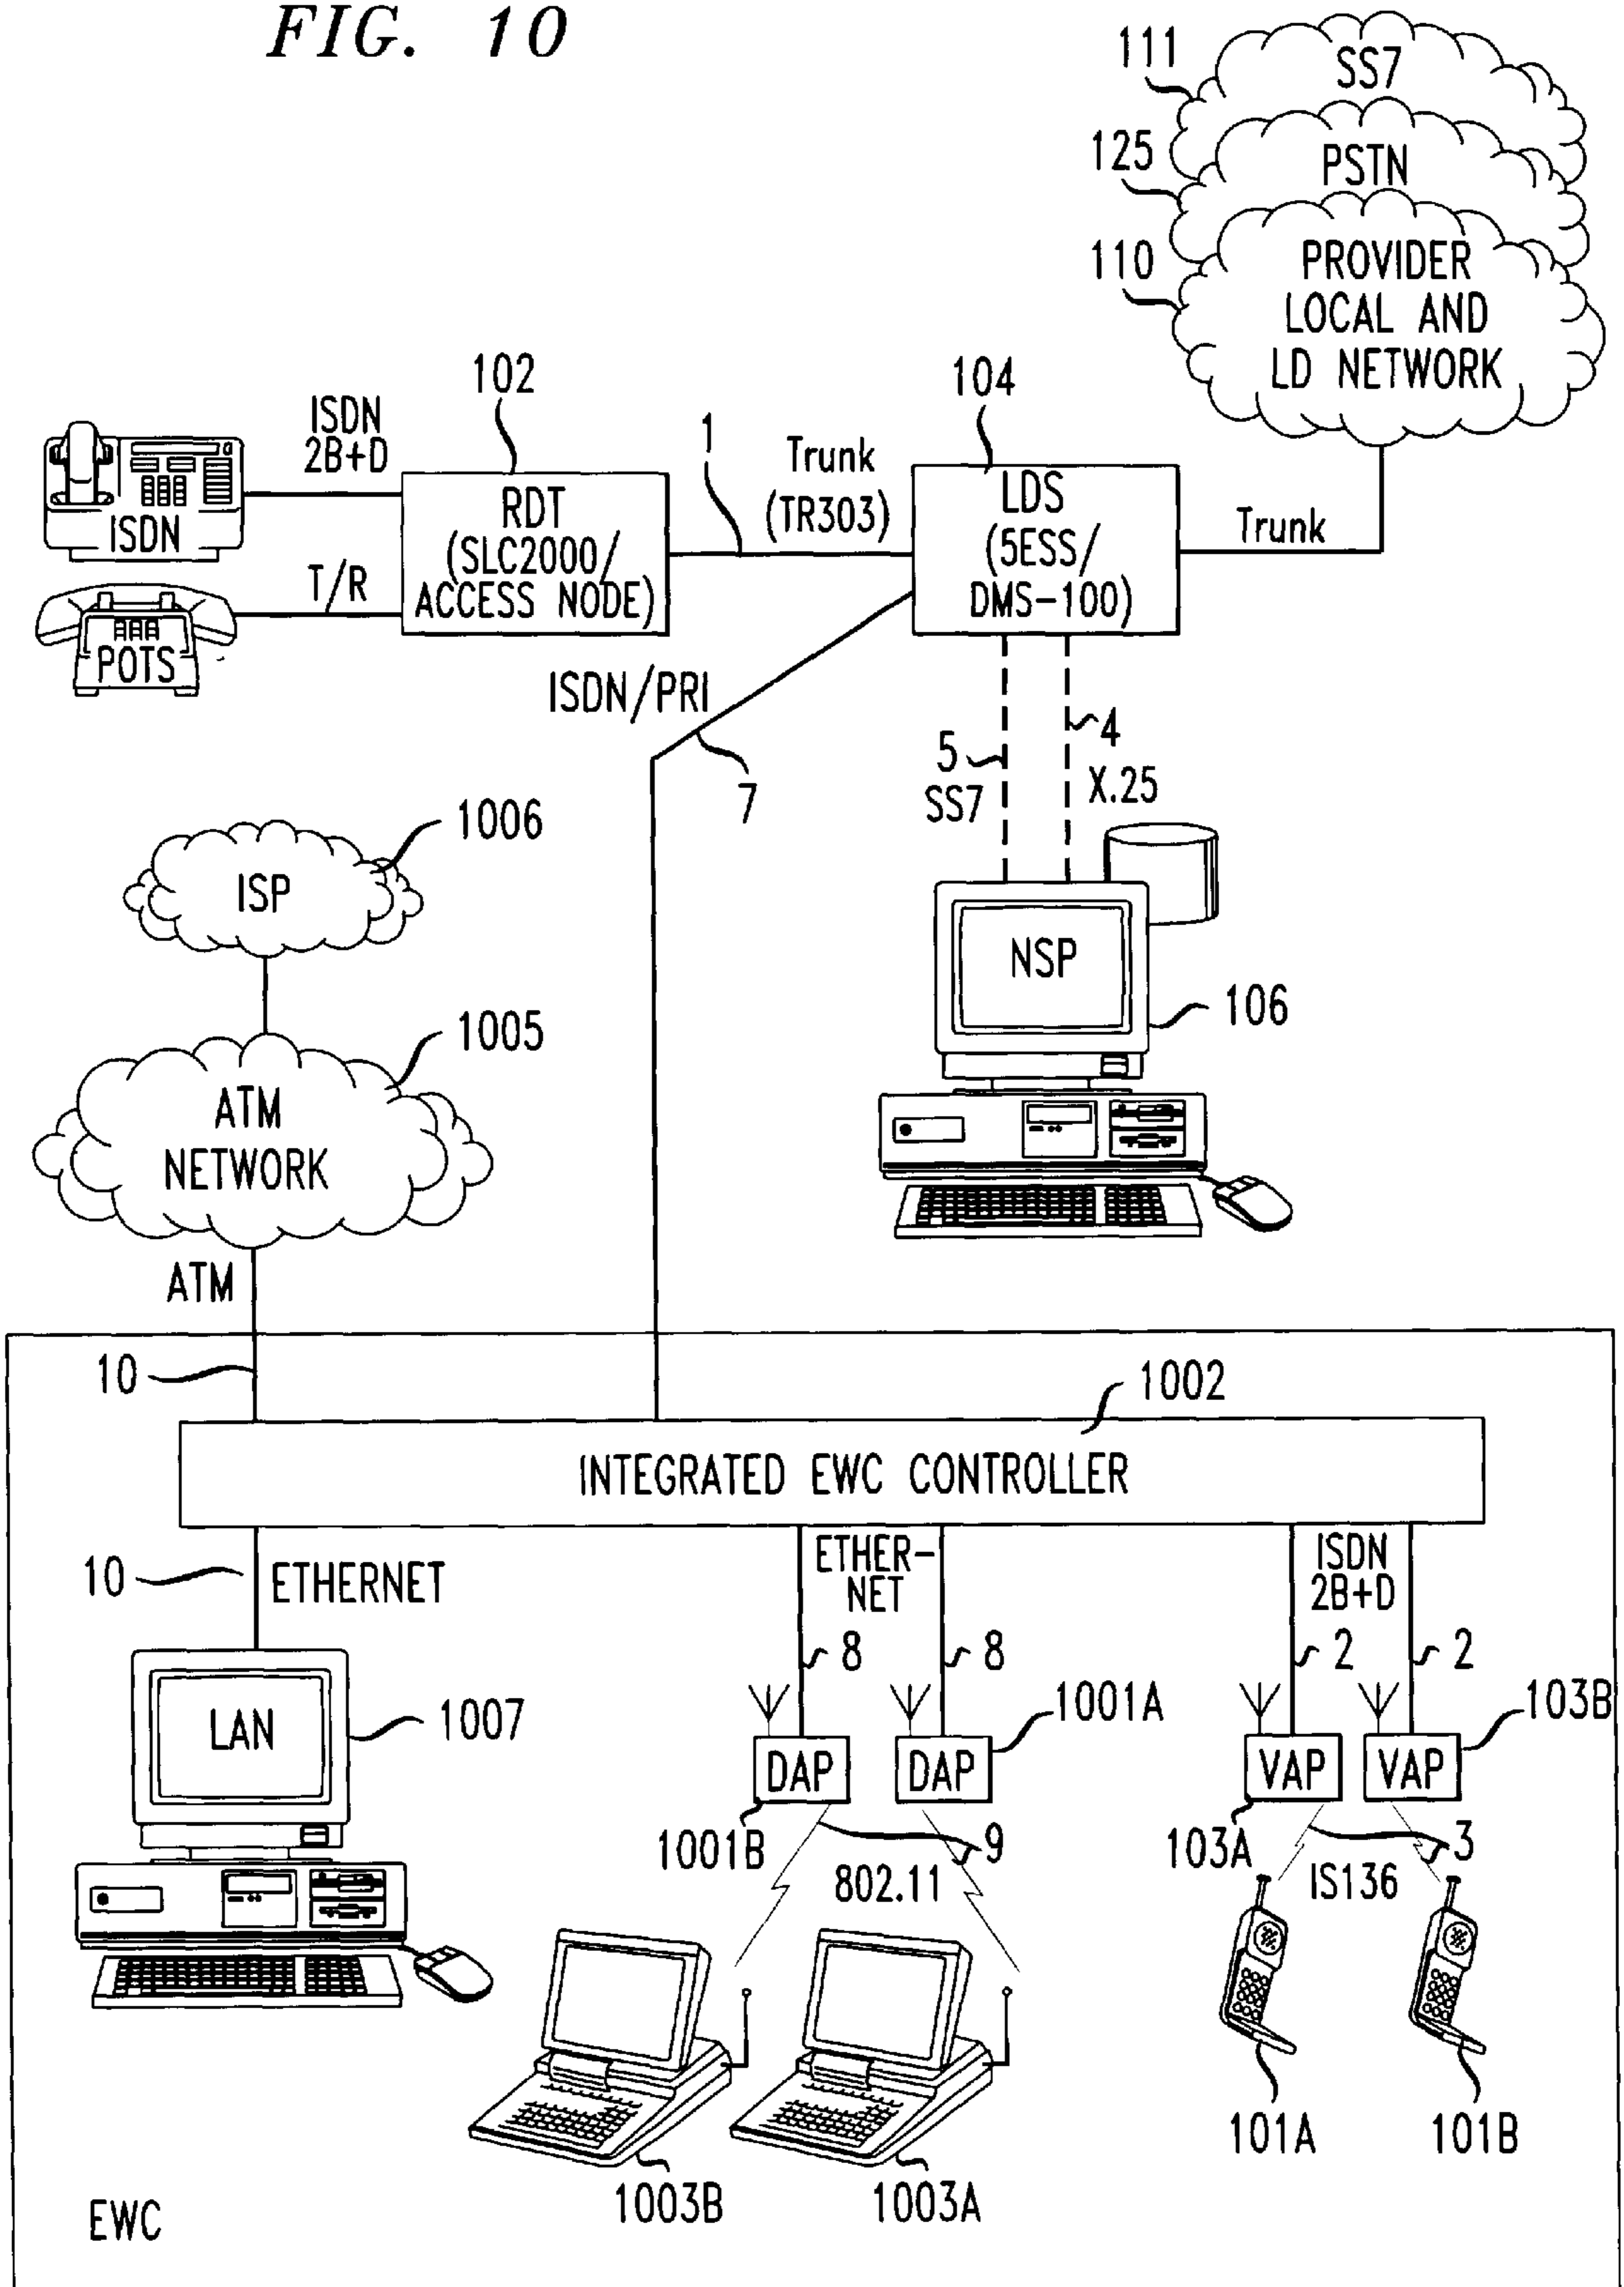 FIG. 10
111
SS7
125
PSTN
110
PROVIDER
LOCAL AND
LD NETWORK
102
104
ISDN
2B+D
1
Trunk
(TR303)
ISDN
RDT
(SLC2000/
ACCESS NODE)
LDS
(5ESS/
DMS-100)
Trunk
T/R
POTS
ISDN/PRI
7
5
SS7
4
X.25
1006
ISP
NSP
106
1005
ATM
NETWORK
ATM
10
1002
INTEGRATED EWC CONTROLLER
10
ETHERNET
ETHER-
NET
ISDN
2B+D
8
8
2
2
LAN
1007
1001A
103B
DAP
DAP
VAP
VAP
1001B
9
103A
3
802.11
IS136
101A
101B
1003B
1003A
EWC